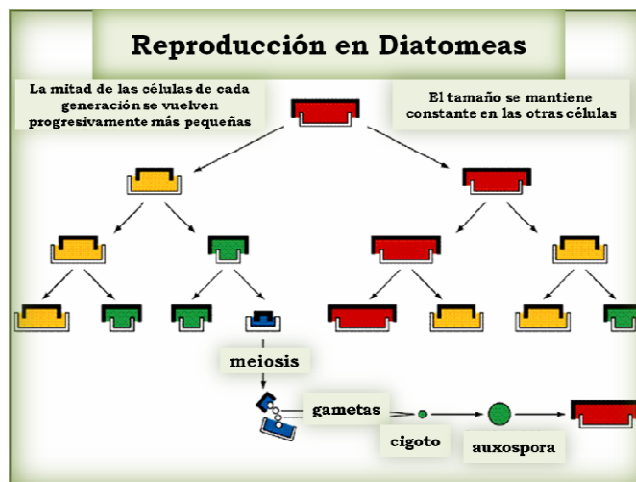 Reproducción en Diatomeas
La mitad de las células de cada
generación se vuelven
progresivamente más pequeñas
El tamaño se mantiene
constante en las otras células
meiosis
gametas
cigoto
auxospora